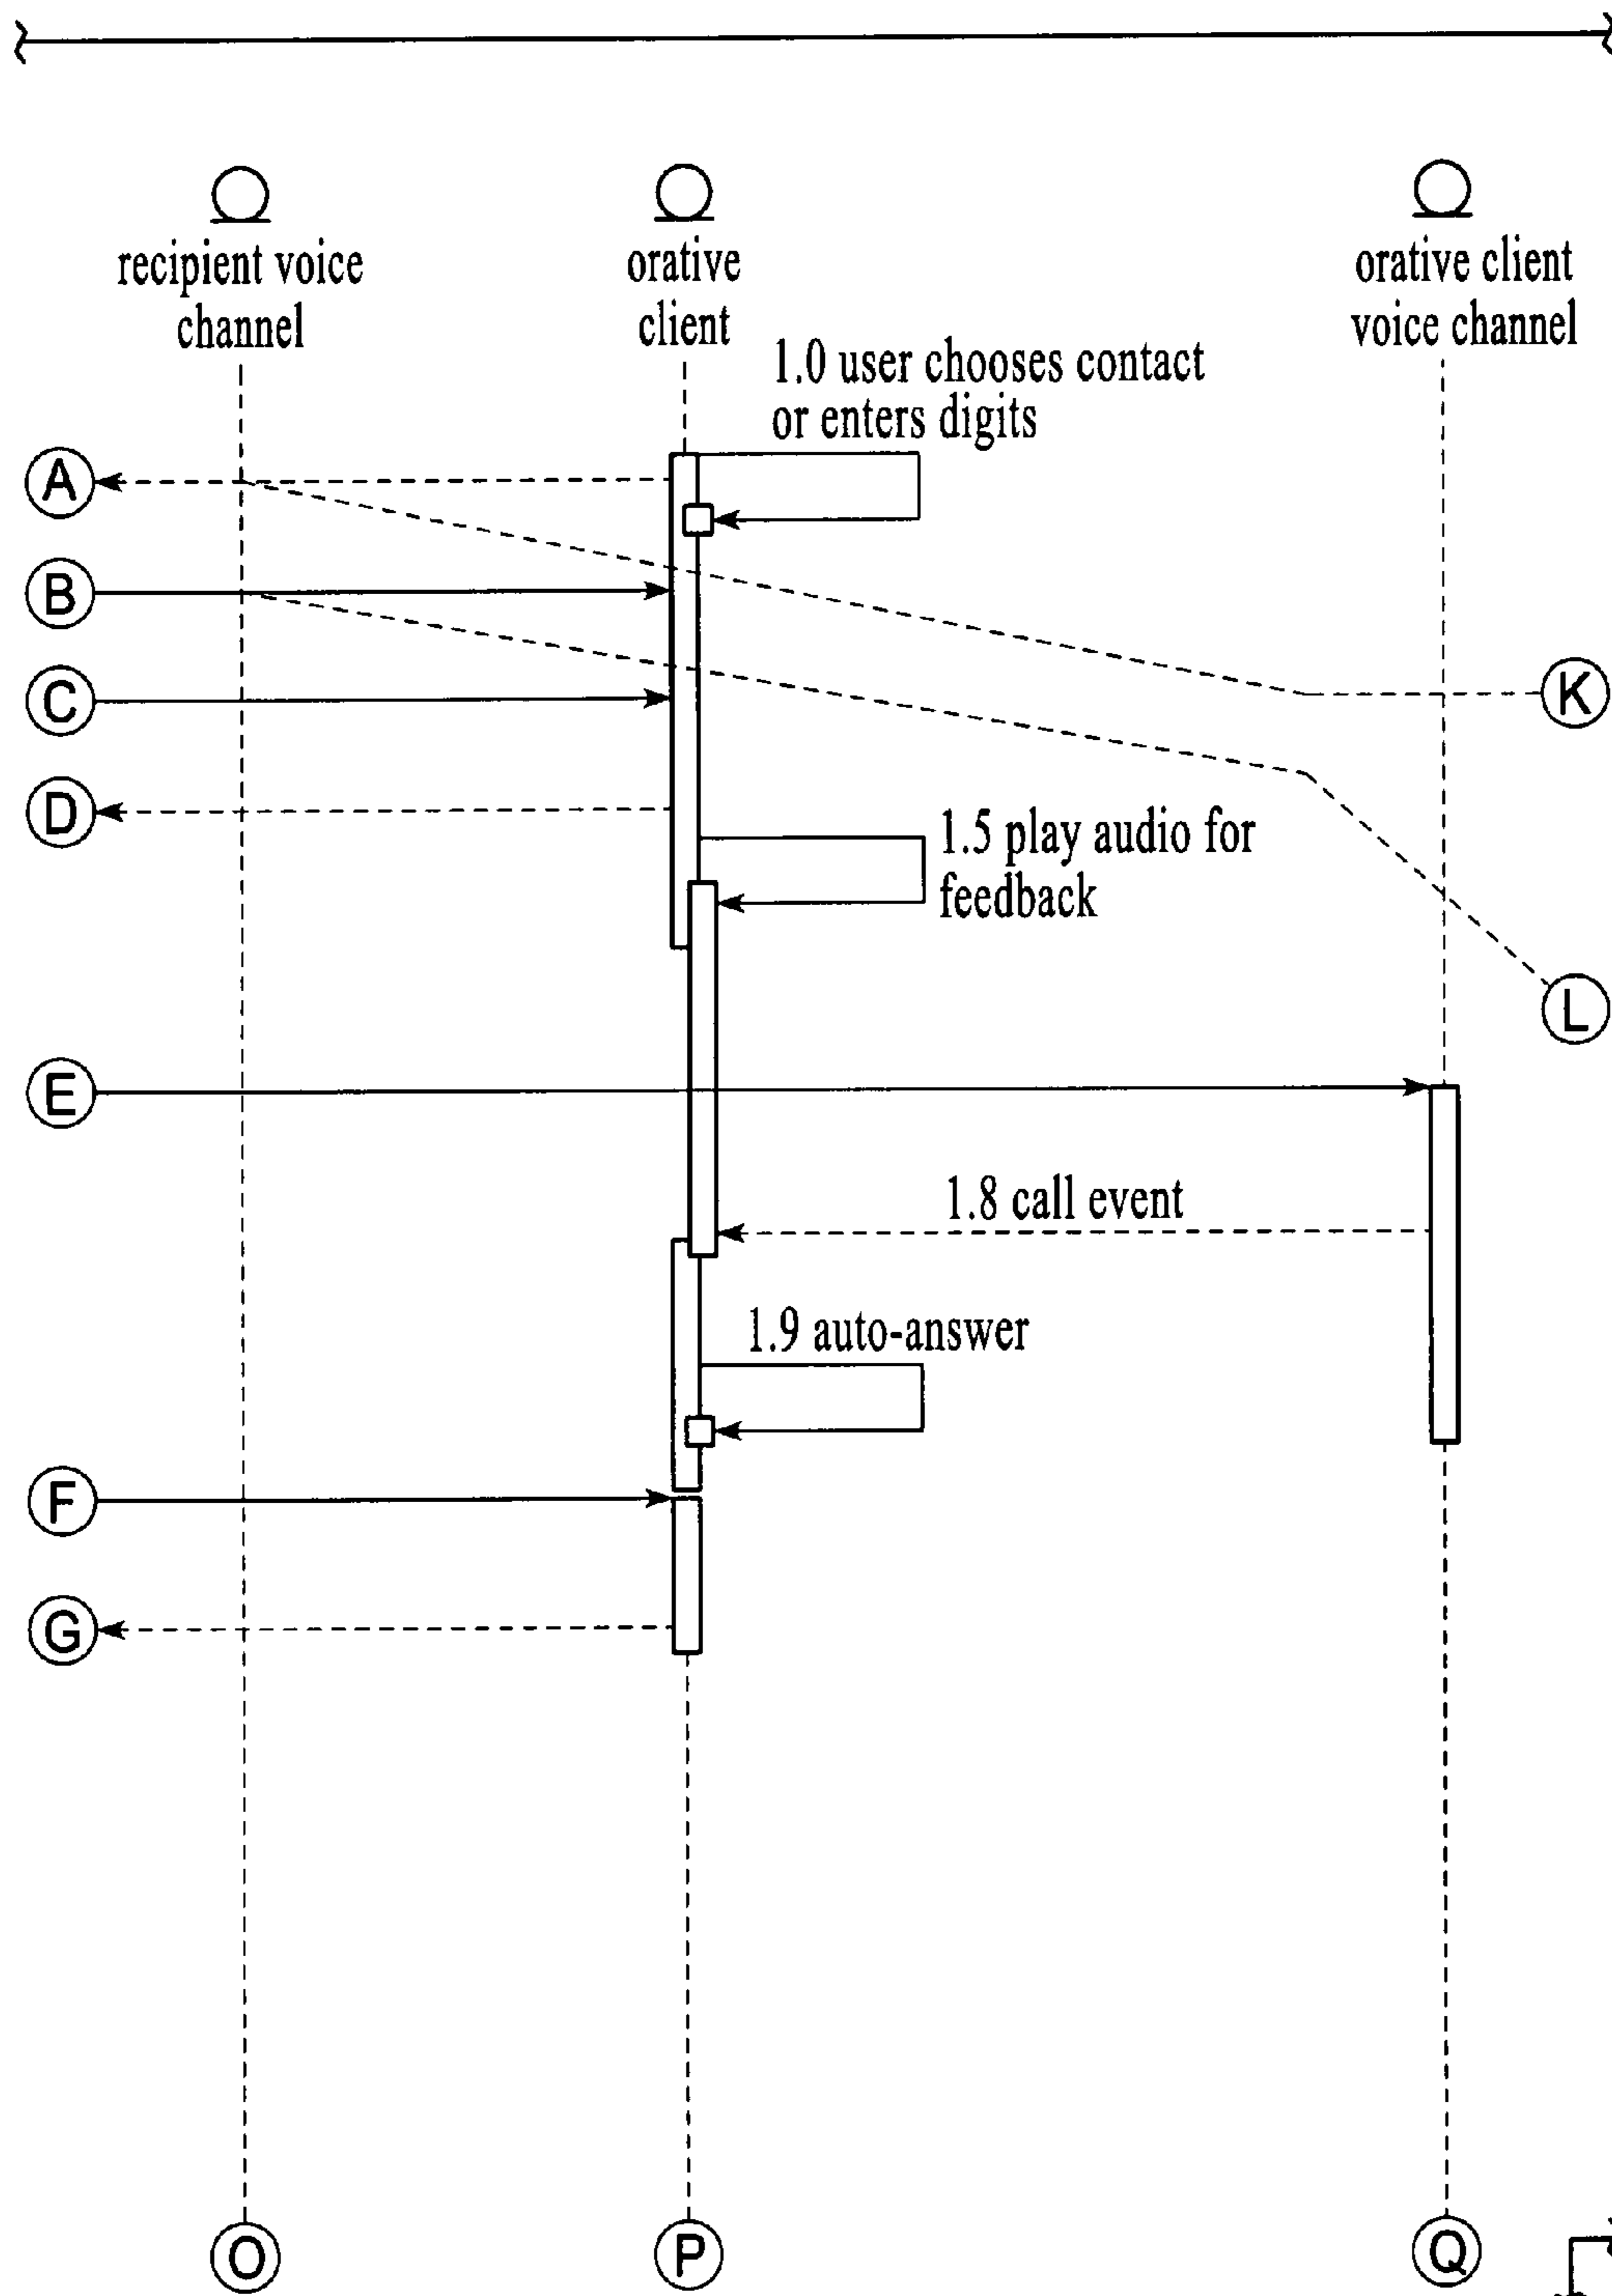 recipient voice
channel
orative
client
orative client
voice channel
1.0 user chooses contact
or enters digits
A
B
C
K
D
1.5 play audio for
feedback
L
E
1.8 call event
1.9 auto-answer
F
G
O
P
Q